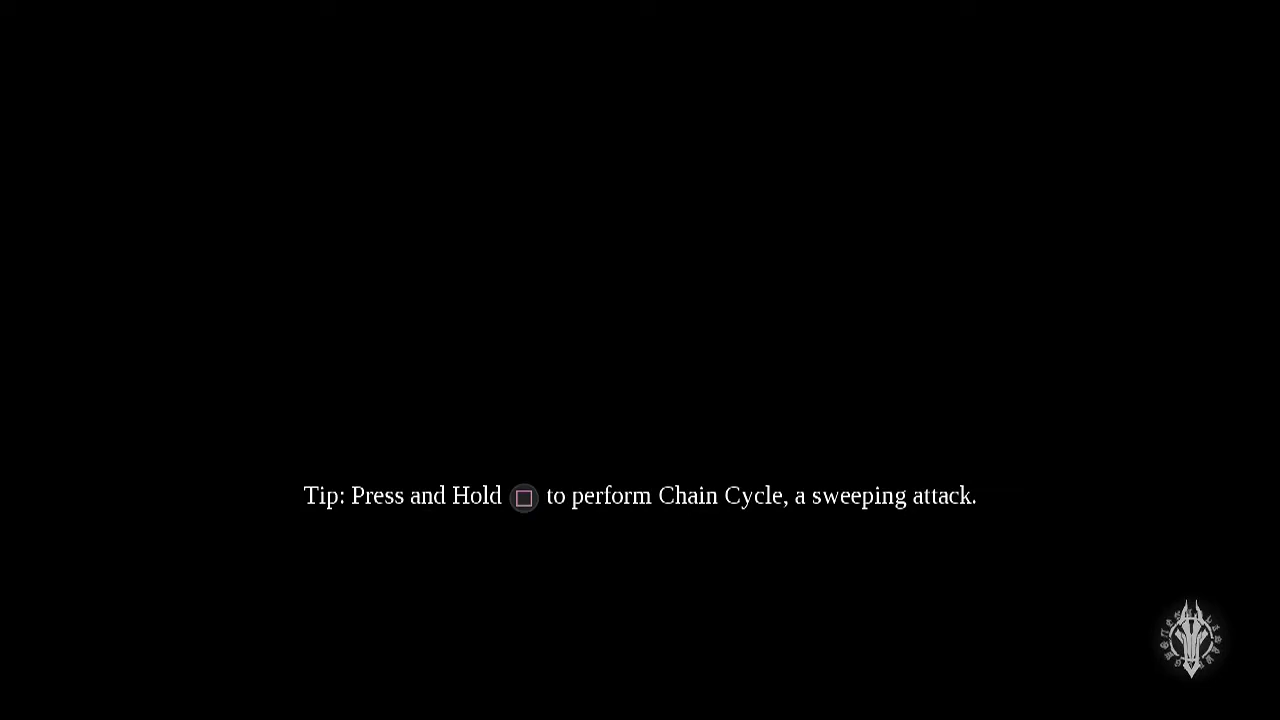 Tip: Press and Hold □ to perform Chain Cycle, a sweeping attack.